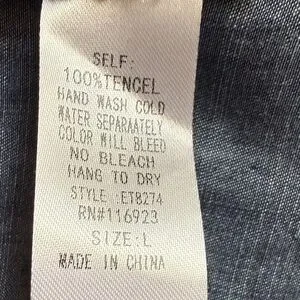 SELF:
100%TENCEL
HAND WASH COLD
WATER SEPARAATELY
COLOR WILL BLEED
NO BLEACH
HANG TO DRY
STYLE :ET8274
RN#116923
SIZE:L
MADE IN CHINA